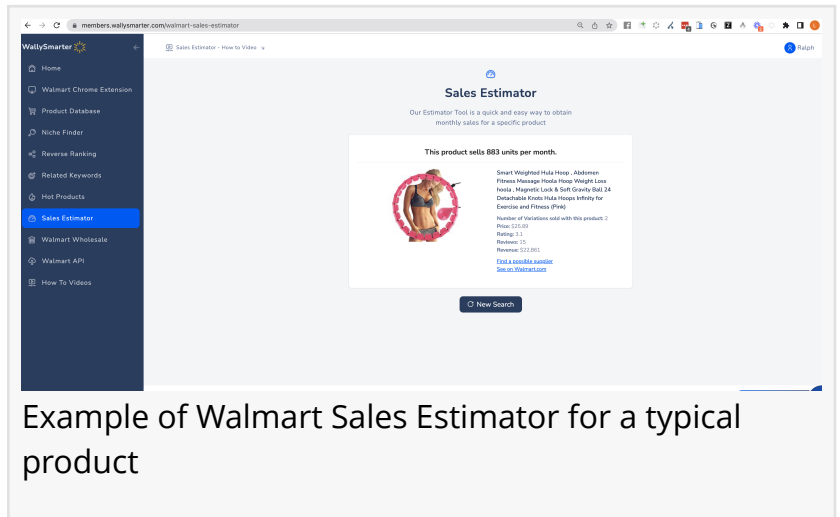 members.wallysmarter.com/walmart-sales-estimator
WallySmarter
Sales Estimator - How to Video
Ralph
Home
Walmart Chrome Extension
Product Database
Niche Finder
Reverse Ranking
Related Keywords
Hot Products
Sales Estimator
Walmart Wholesale
Walmart API
How To Videos
Sales Estimator
Our Estimator Tool is a quick and easy way to obtain
monthly sales for a specific product
This product sells 883 units per month.
Smart Weighted Hula Hoop , Abdomen
Fitness Massage Hoola Hoop Weight Loss
hoola , Magnetic Lock & Soft Gravity Ball 24
Detachable Knots Hula Hoops Infinity for
Exercise and Fitness (Pink)
Number of Variations sold with this product: 2
Price: $25.89
Rating: 3.1
Reviews: 15
Revenue: $22,861
Find a possible supplier
See on Walmart.com
New Search
Example of Walmart Sales Estimator for a typical
product